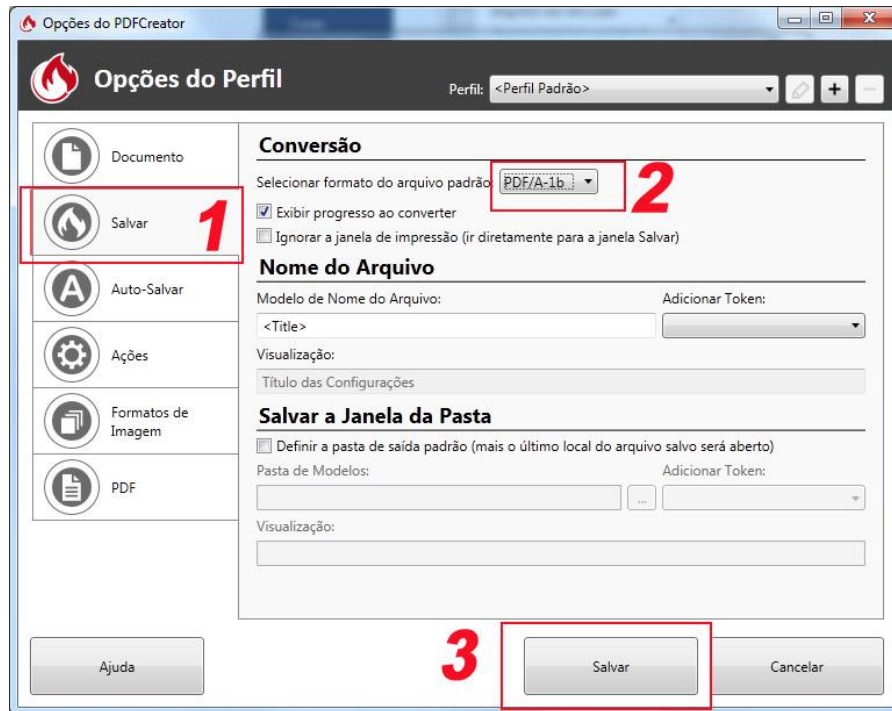 Opções do PDFCreator
Opções do Perfil
Perfil: <Perfil Padrão>
+
Documento
Salvar
1
Auto-Salvar
Ações
Formatos de
Imagem
PDF
Conversão
Selecionar formato do arquivo padrão: PDF/A-1b
2
Exibir progresso ao converter
Ignorar a janela de impressão (ir diretamente para a janela Salvar)
Nome do Arquivo
Modelo de Nome do Arquivo: Adicionar Token:
<Title>
Visualização:
Título das Configurações
Salvar a Janela da Pasta
Definir a pasta de saída padrão (mais o último local do arquivo salvo será aberto)
Pasta de Modelos: Adicionar Token:
...
Visualização:
Ajuda
3
Salvar
Cancelar